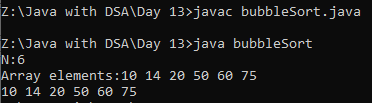 Z:\Java with DSA\Day 13>javac bubbleSort.java
Z:\Java with DSA\Day 13>java bubbleSort
N:6
Array elements:10 14 20 50 60 75
10 14 20 50 60 75